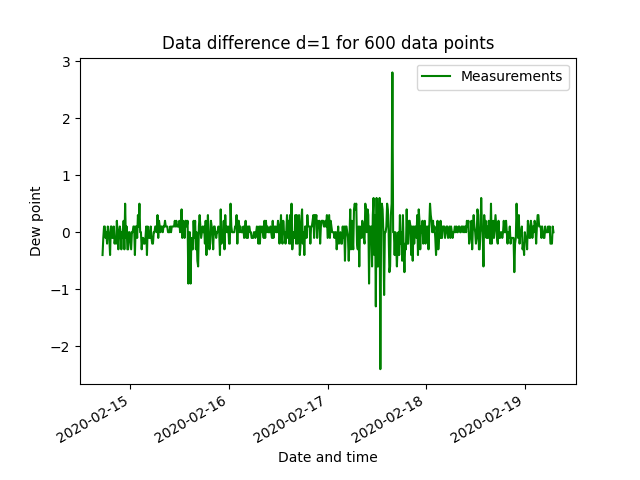 Data difference d=1 for 600 data points
Measurements
Dew point
3
2
1
0
−1
−2
2020-02-15
2020-02-16
2020-02-17
2020-02-18
2020-02-19
Date and time